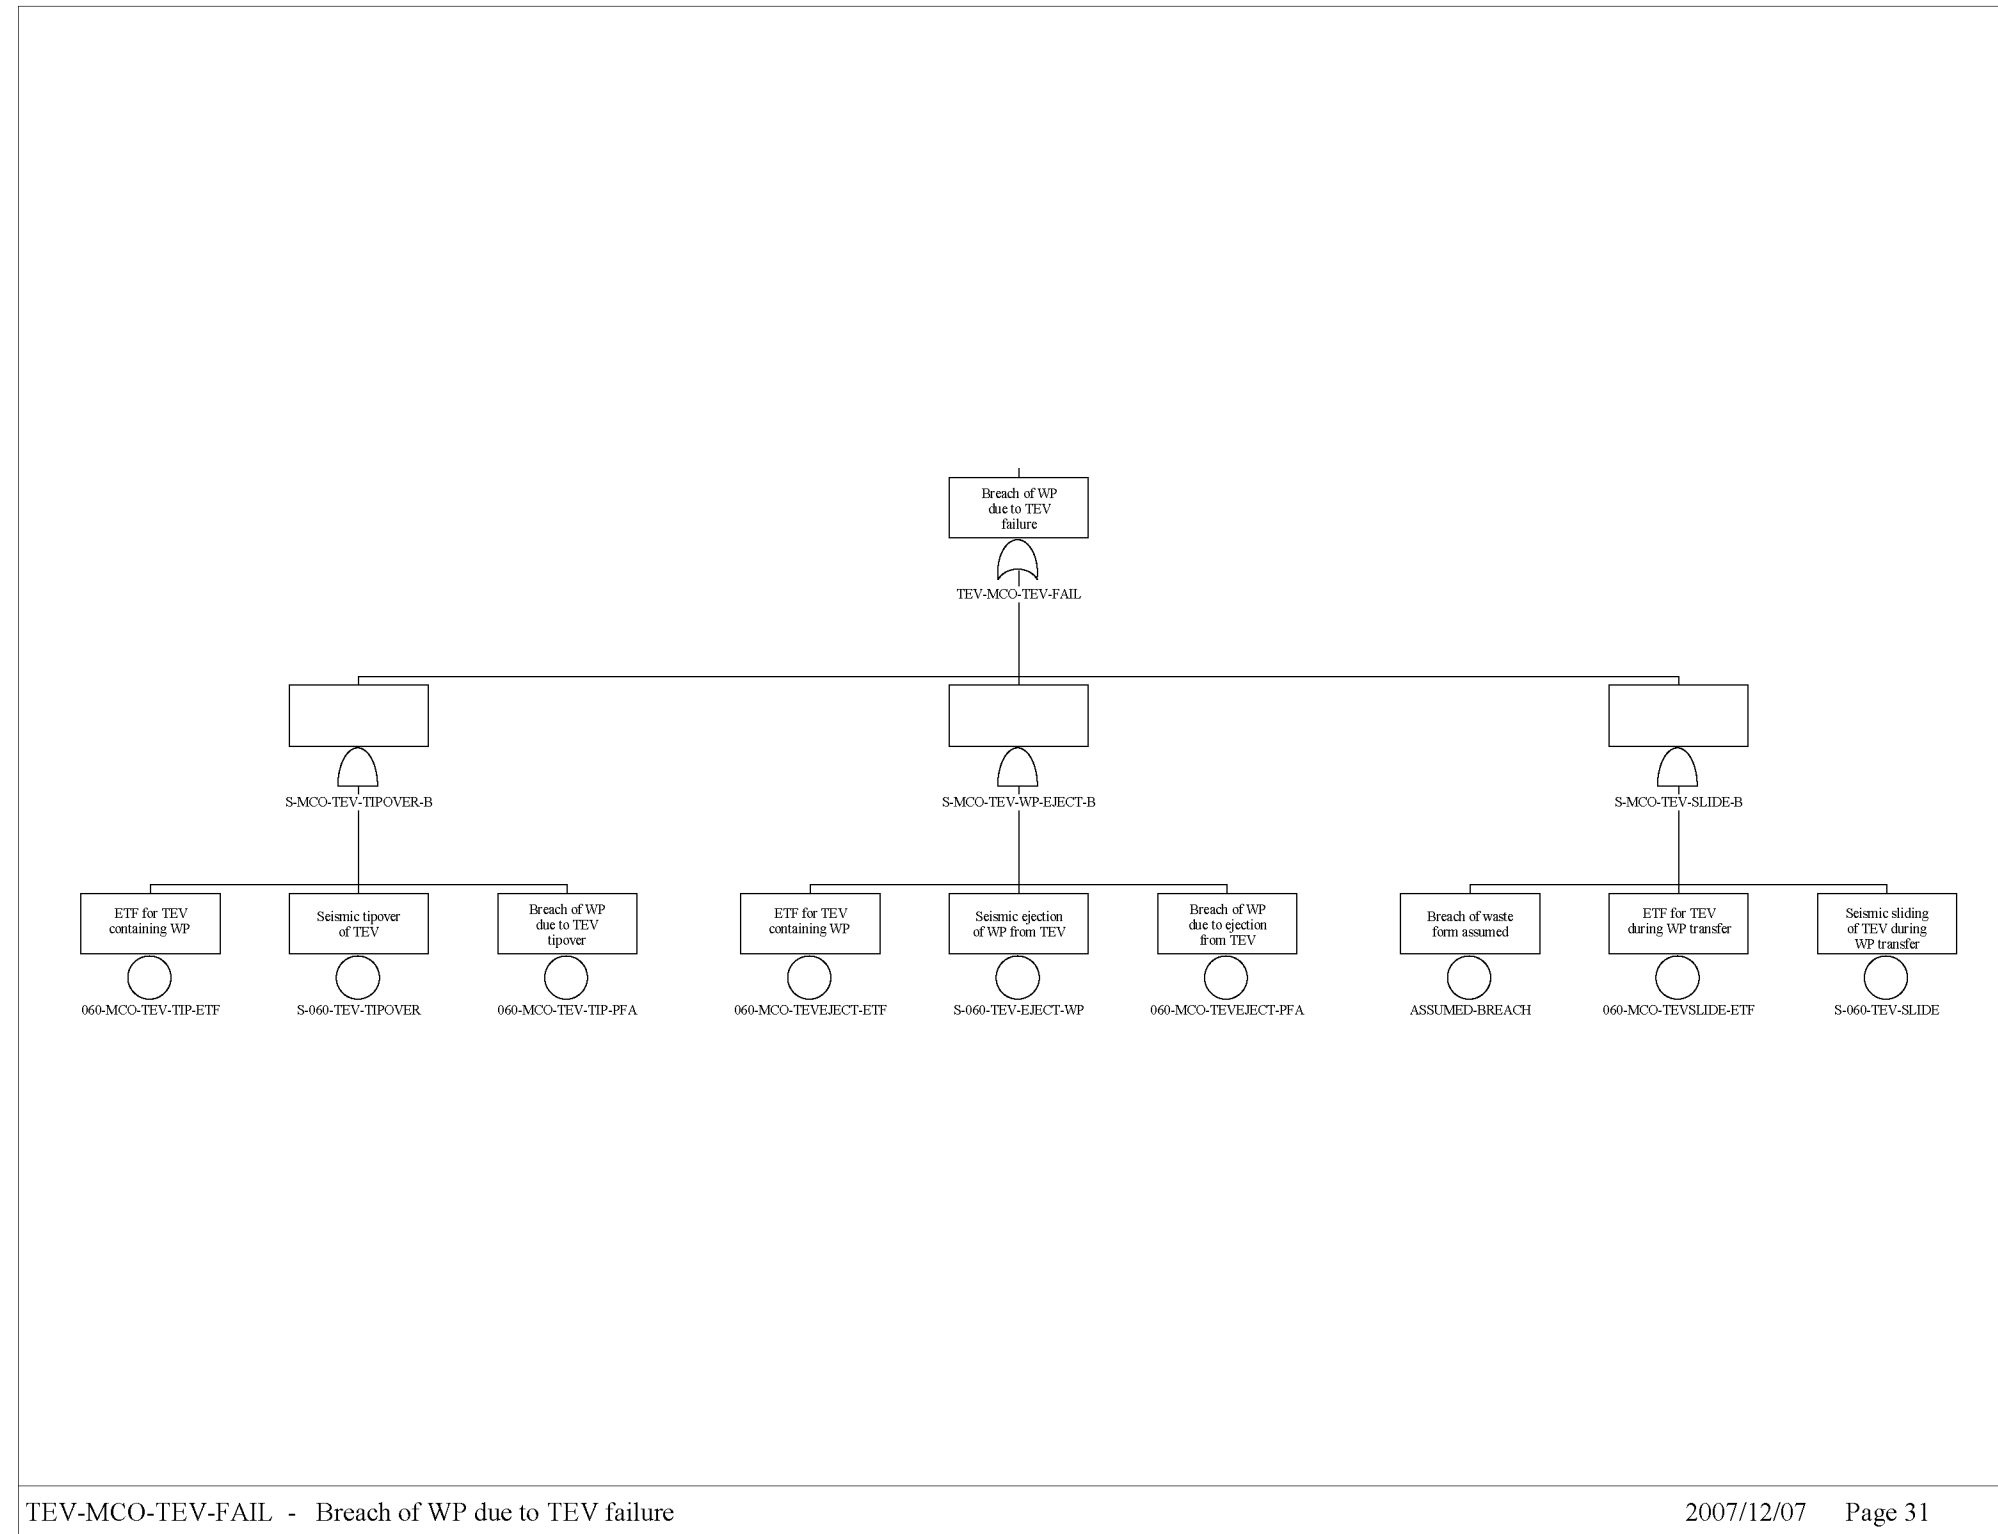 Breach of WP
due to TEV
failure
TEV-MCO-TEV-FAIL
S-MCO-TEV-TIPOVER-B
S-MCO-TEV-WP-EJECT-B
S-MCO-TEV-SLIDE-B
ETF for TEV
containing WP
060-MCO-TEV-TIP-ETF
Seismic tipover
of TEV
S-060-TEV-TIPOVER
Breach of WP
due to TEV
tipover
060-MCO-TEV-TIP-PFA
ETF for TEV
containing WP
060-MCO-TEVEJECT-ETF
Seismic ejection
of WP from TEV
S-060-TEV-EJECT-WP
Breach of WP
due to ejection
from TEV
060-MCO-TEVEJECT-PFA
Breach of waste
form assumed
ASSUMED-BREACH
ETF for TEV
during WP transfer
060-MCO-TEVSLIDE-ETF
Seismic sliding
of TEV during
WP transfer
S-060-TEV-SLIDE
TEV-MCO-TEV-FAIL - Breach of WP due to TEV failure
2007/12/07 Page 31